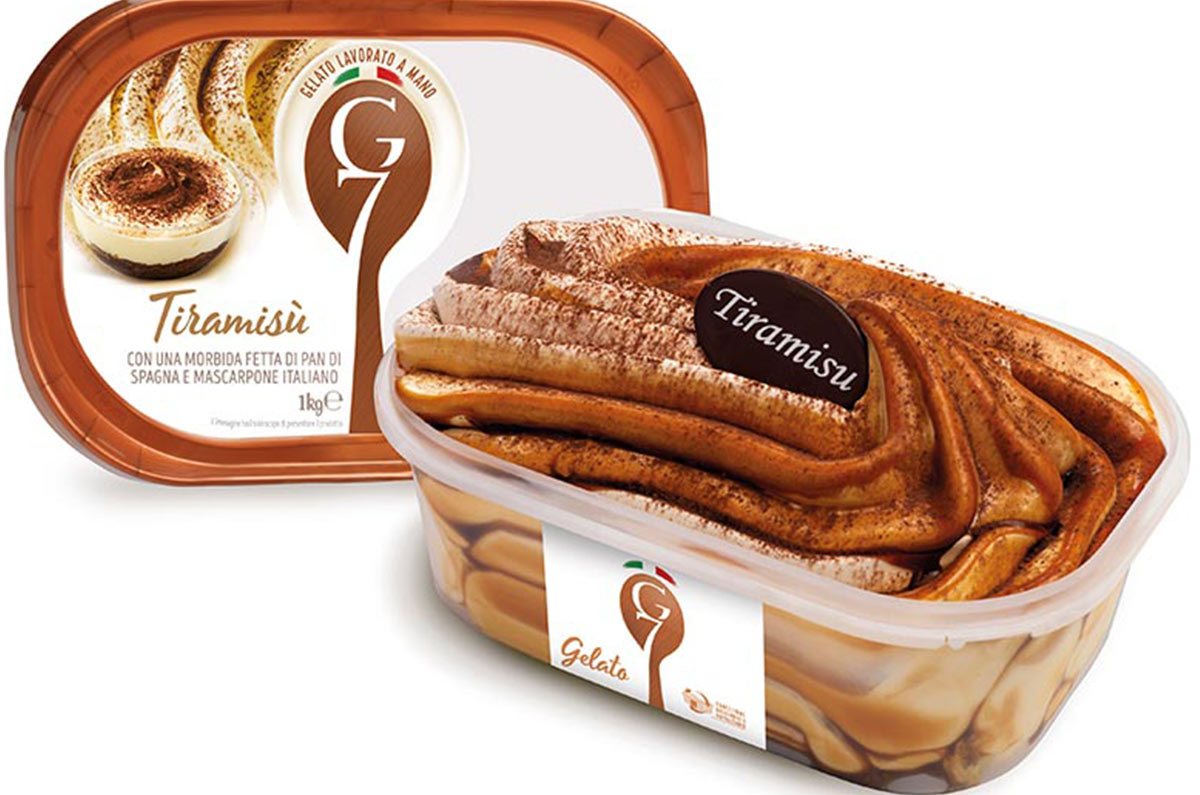 GELATO LAVORATO A MANO
G7
Tiramisù
CON UNA MORBIDA FETTA DI PAN DI
SPAGNA E MASCARPONE ITALIANO
1kg e
Tiramisu
G7
Gelato